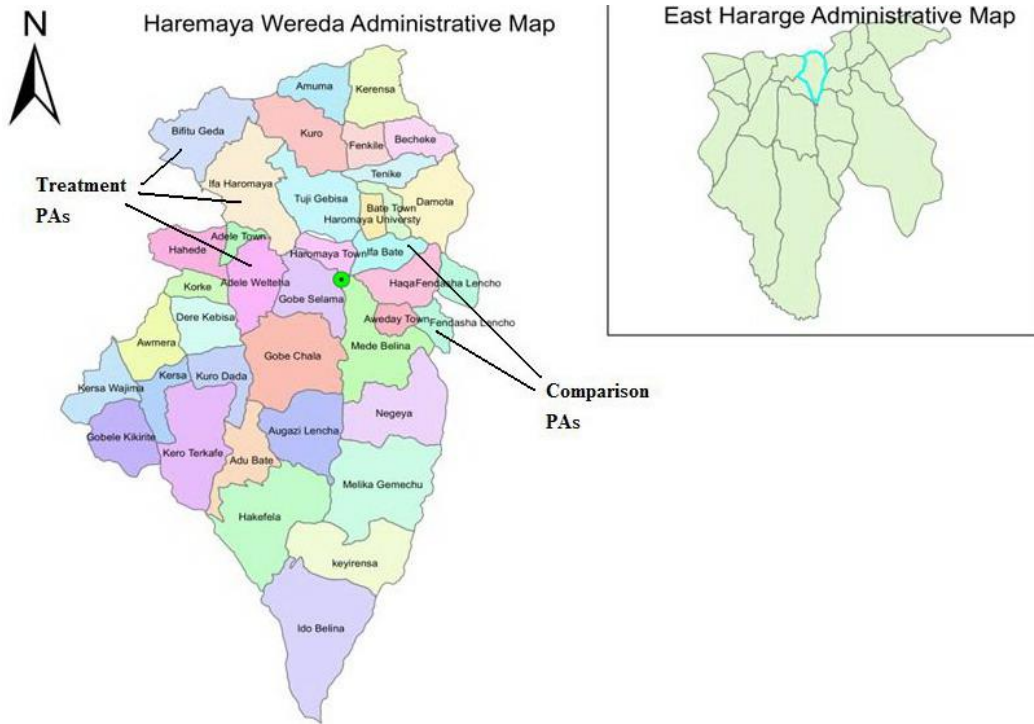 N
Haremaya Wereda Administrative Map
East Hararge Administrative Map
Amuma
Kerensa
Bifitu Geda
Kuro
Fenkile
Becheke
Tenike
Treatment
PAs
Ifa Haromaya
Tuji Gebisa
Damota
Bate Town
Haromaya Universty
Adele Town
Hahede
Haromaya Town
Ifa Bate
Adele Welteha
Haqa
Fendasha Lencho
Korke
Gobe Selama
Dere Kebisa
Aweday Town
Fendasha Lencho
Awmera
Gobe Chala
Mede Belina
Kersa
Kuro Dada
Kersa Wajima
Comparison
PAs
Negeya
Gobele Kikirite
Augazi Lencha
Kero Terkafe
Adu Bate
Melika Gemechu
Hakefela
keyirensa
Ido Belina